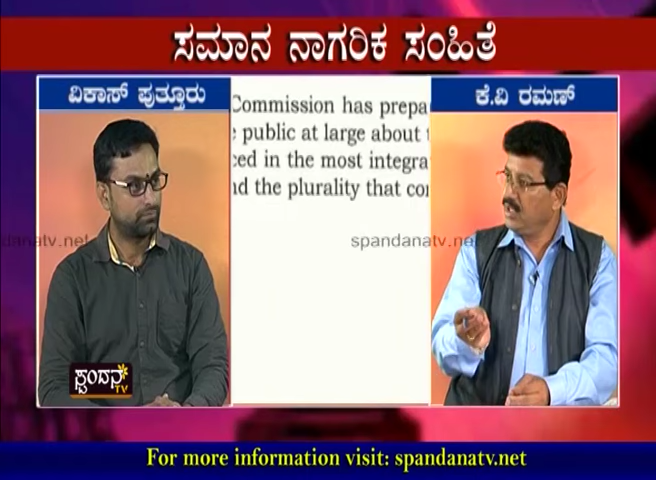 ಸಮಾನ ನಾಗರಿಕ ಸಂಹಿತೆ
ವಿಕಾಸ್ ಪುತ್ತೂರು
ಕೆ.ವಿ ರಮಣ್
Commission has prepa
public at large about
ced in the most integra
nd the plurality that con
danatv.net
spandanatv.net
ಸ್ಪಂದನ
TV
For more information visit: spandanatv.net